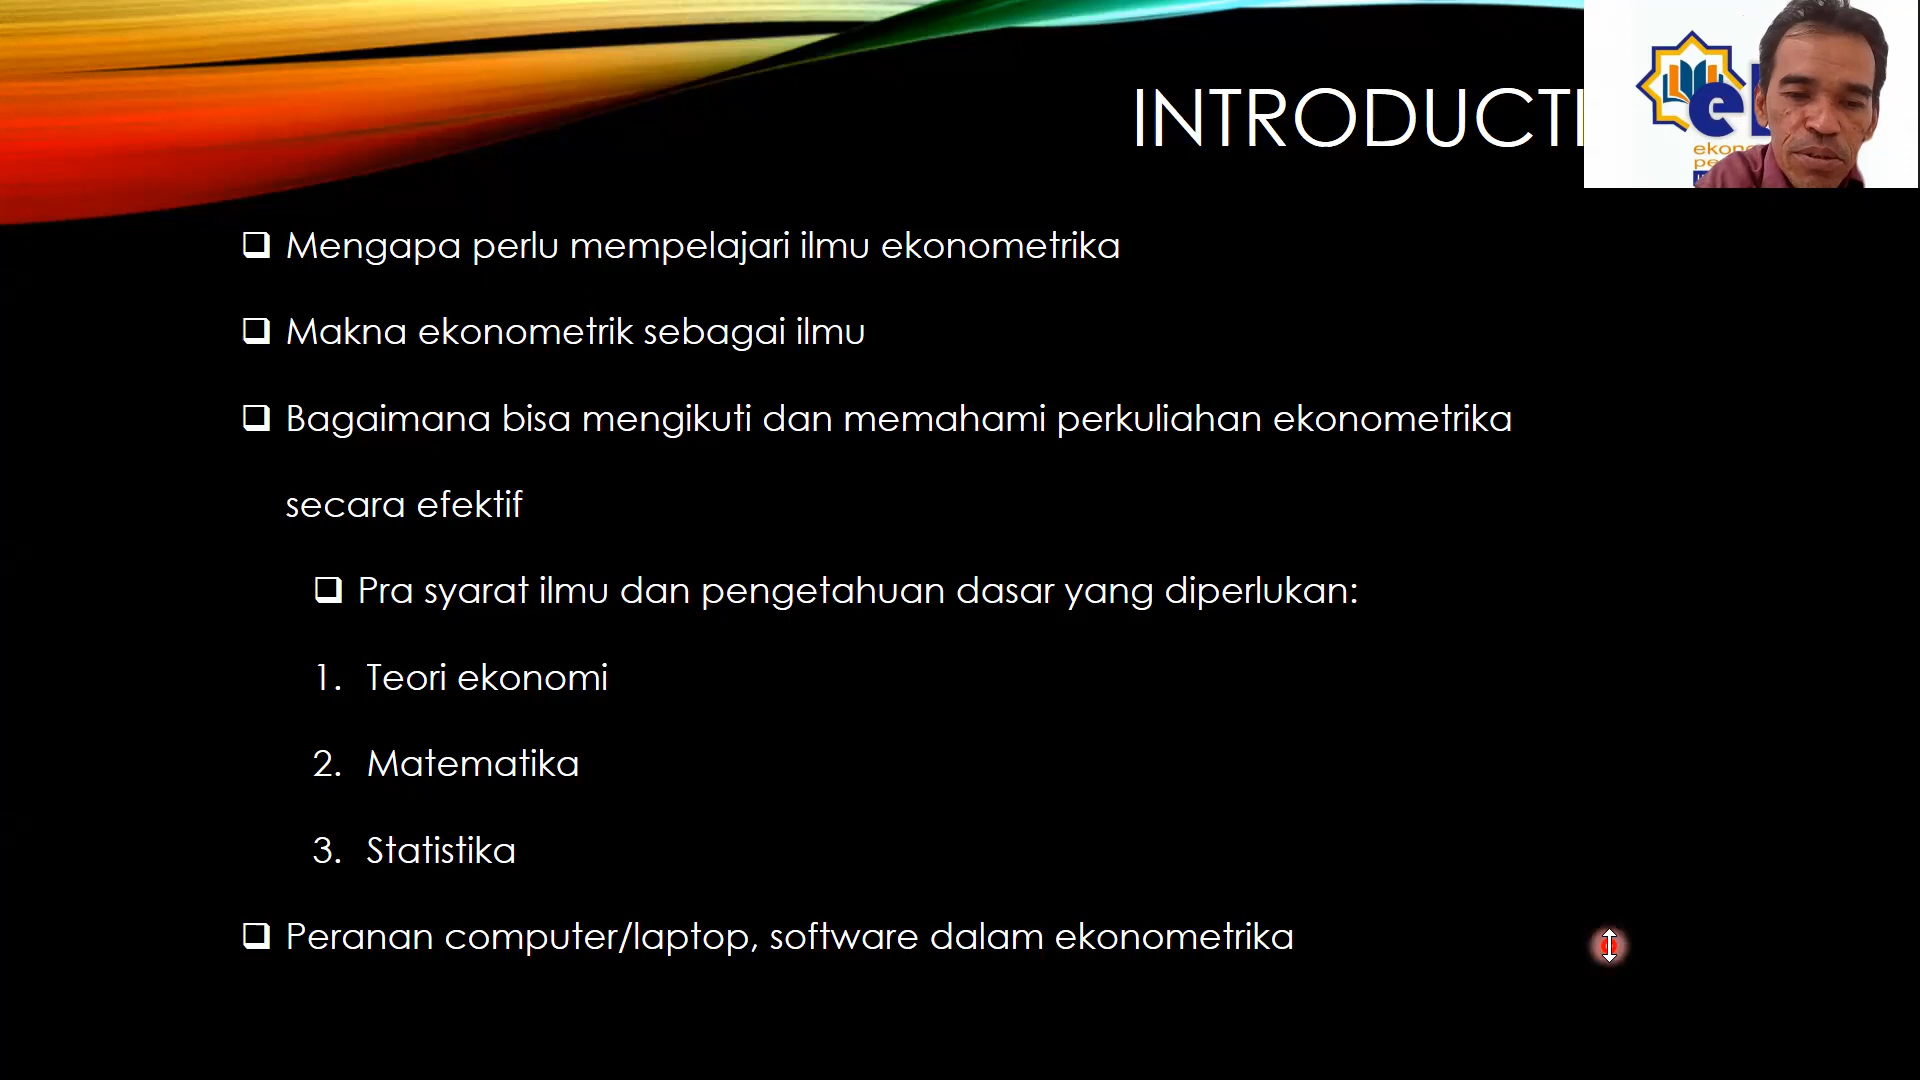 INTRODUCTI
Mengapa perlu mempelajari ilmu ekonometrika
Makna ekonometrik sebagai ilmu
Bagaimana bisa mengikuti dan memahami perkuliahan ekonometrika
secara efektif
Pra syarat ilmu dan pengetahuan dasar yang diperlukan:
1. Teori ekonomi
2. Matematika
3. Statistika
Peranan computer/laptop, software dalam ekonometrika